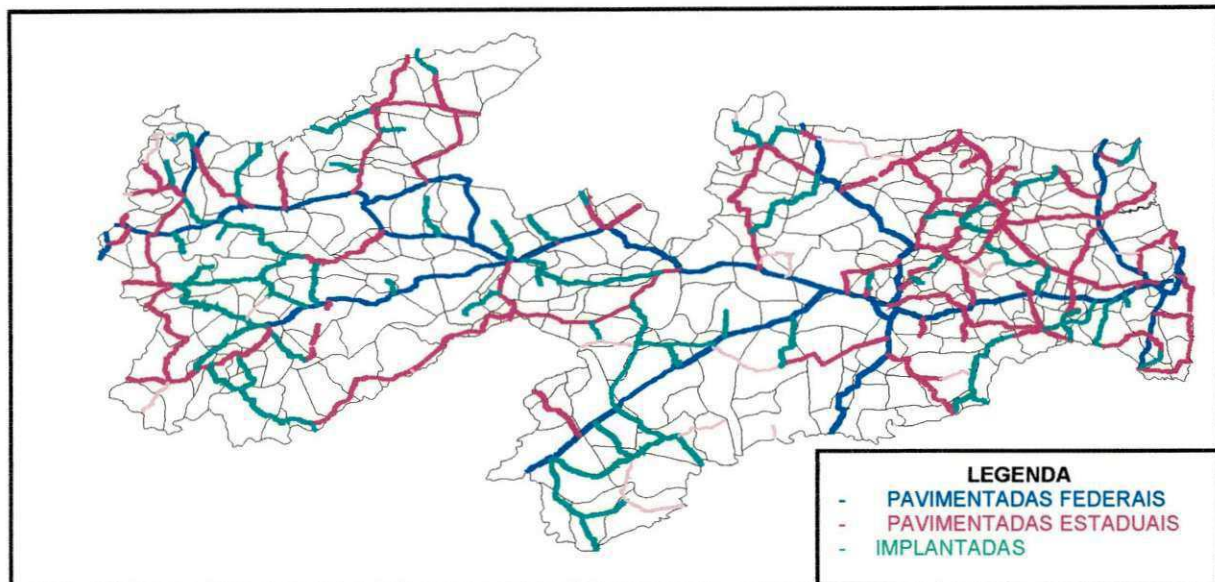 LEGENDA
- PAVIMENTADAS FEDERAIS
- PAVIMENTADAS ESTADUAIS
- IMPLANTADAS